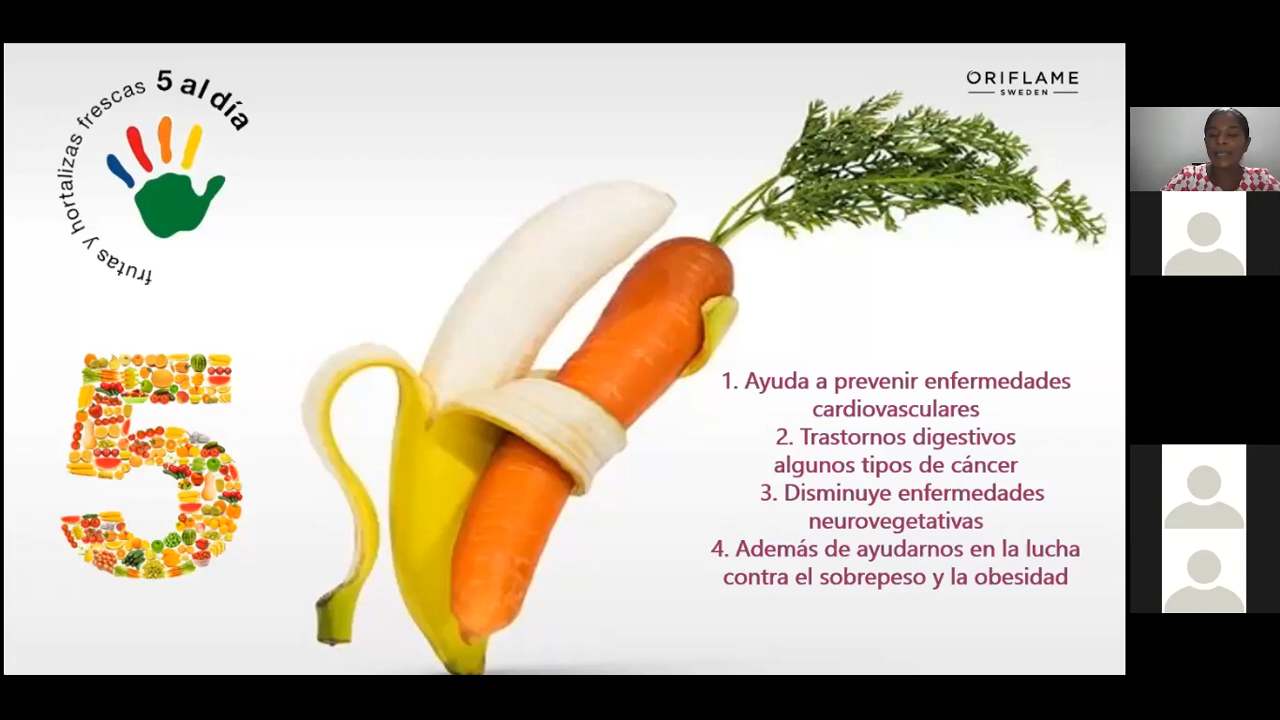 frutas y hortalizas frescas 5 al día
ORIFLAME
SWEDEN
5
1. Ayuda a prevenir enfermedades
cardiovasculares
2. Trastornos digestivos
algunos tipos de cáncer
3. Disminuye enfermedades
neurovegetativas
4. Además de ayudarnos en la lucha
contra el sobrepeso y la obesidad